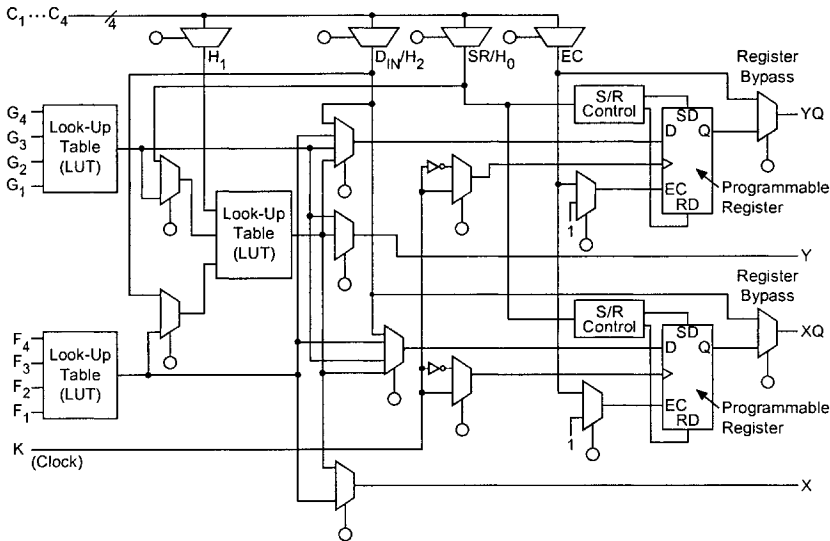 C1...C4 4
H1
DIN/H2
SR/H0
EC
Register
Bypass
G4
G3
G2
G1
Look-Up
Table
(LUT)
S/R
Control
SD
D Q
EC
RD
YQ
Programmable
Register
1
Look-Up
Table
(LUT)
Y
Register
Bypass
F4
F3
F2
F1
Look-Up
Table
(LUT)
S/R
Control
SD
D Q
EC
RD
XQ
Programmable
Register
1
K
(Clock)
X